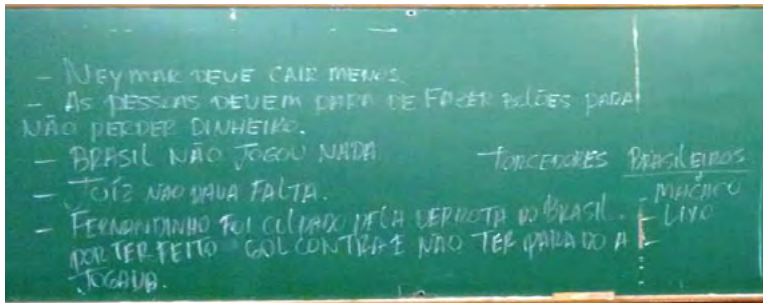 - NEYMAR DEVE CAIR MENOS.
- AS PESSOAS DEVEM PARA DE FAZER BOLÕES PARA
NÃO PERDER DINHEIRO.
- BRASIL NÃO JOGOU NADA
- JUÍZ NÃO DAVA FALTA.
- FERNANDINHO FOI CULPADO PELA DERROTA DO BRASIL.
POR TER FEITO GOL CONTRA E NÃO TER PARADO A
JOGADA.
TORCEDORES BRASILEIROS
- MACACO
- LIXO
-